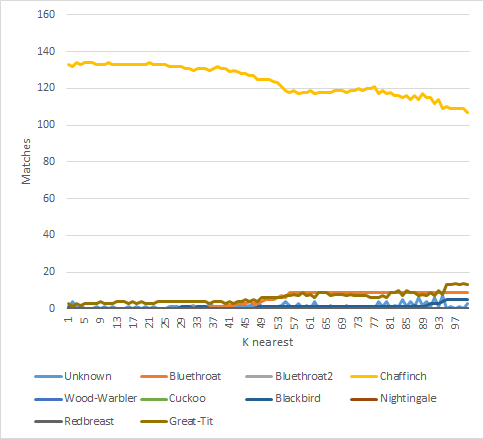 160
140
120
100
80
60
40
20
0
Matches
1 5 9 13 17 21 25 29 33 37 41 45 49 53 57 61 65 69 73 77 81 85 89 93 97
K nearest
Unknown Bluethroat Bluethroat2 Chaffinch
Wood-Warbler Cuckoo Blackbird Nightingale
Redbreast Great-Tit